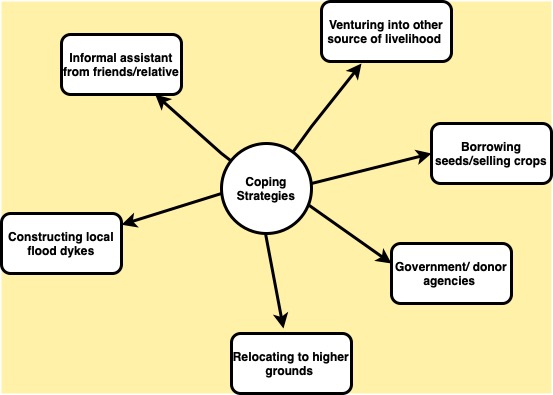 Venturing into other
source of livelihood
Informal assistant
from friends/relative
Borrowing
seeds/selling crops
Coping
Strategies
Constructing local
flood dykes
Government/ donor
agencies
Relocating to higher
grounds